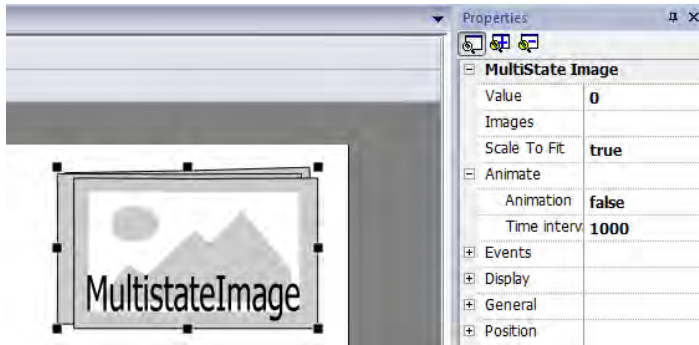 Properties
MultiState Image
Value 0
Images
Scale To Fit true
Animate
Animation false
Time interv 1000
Events
Display
General
Position
MultistateImage